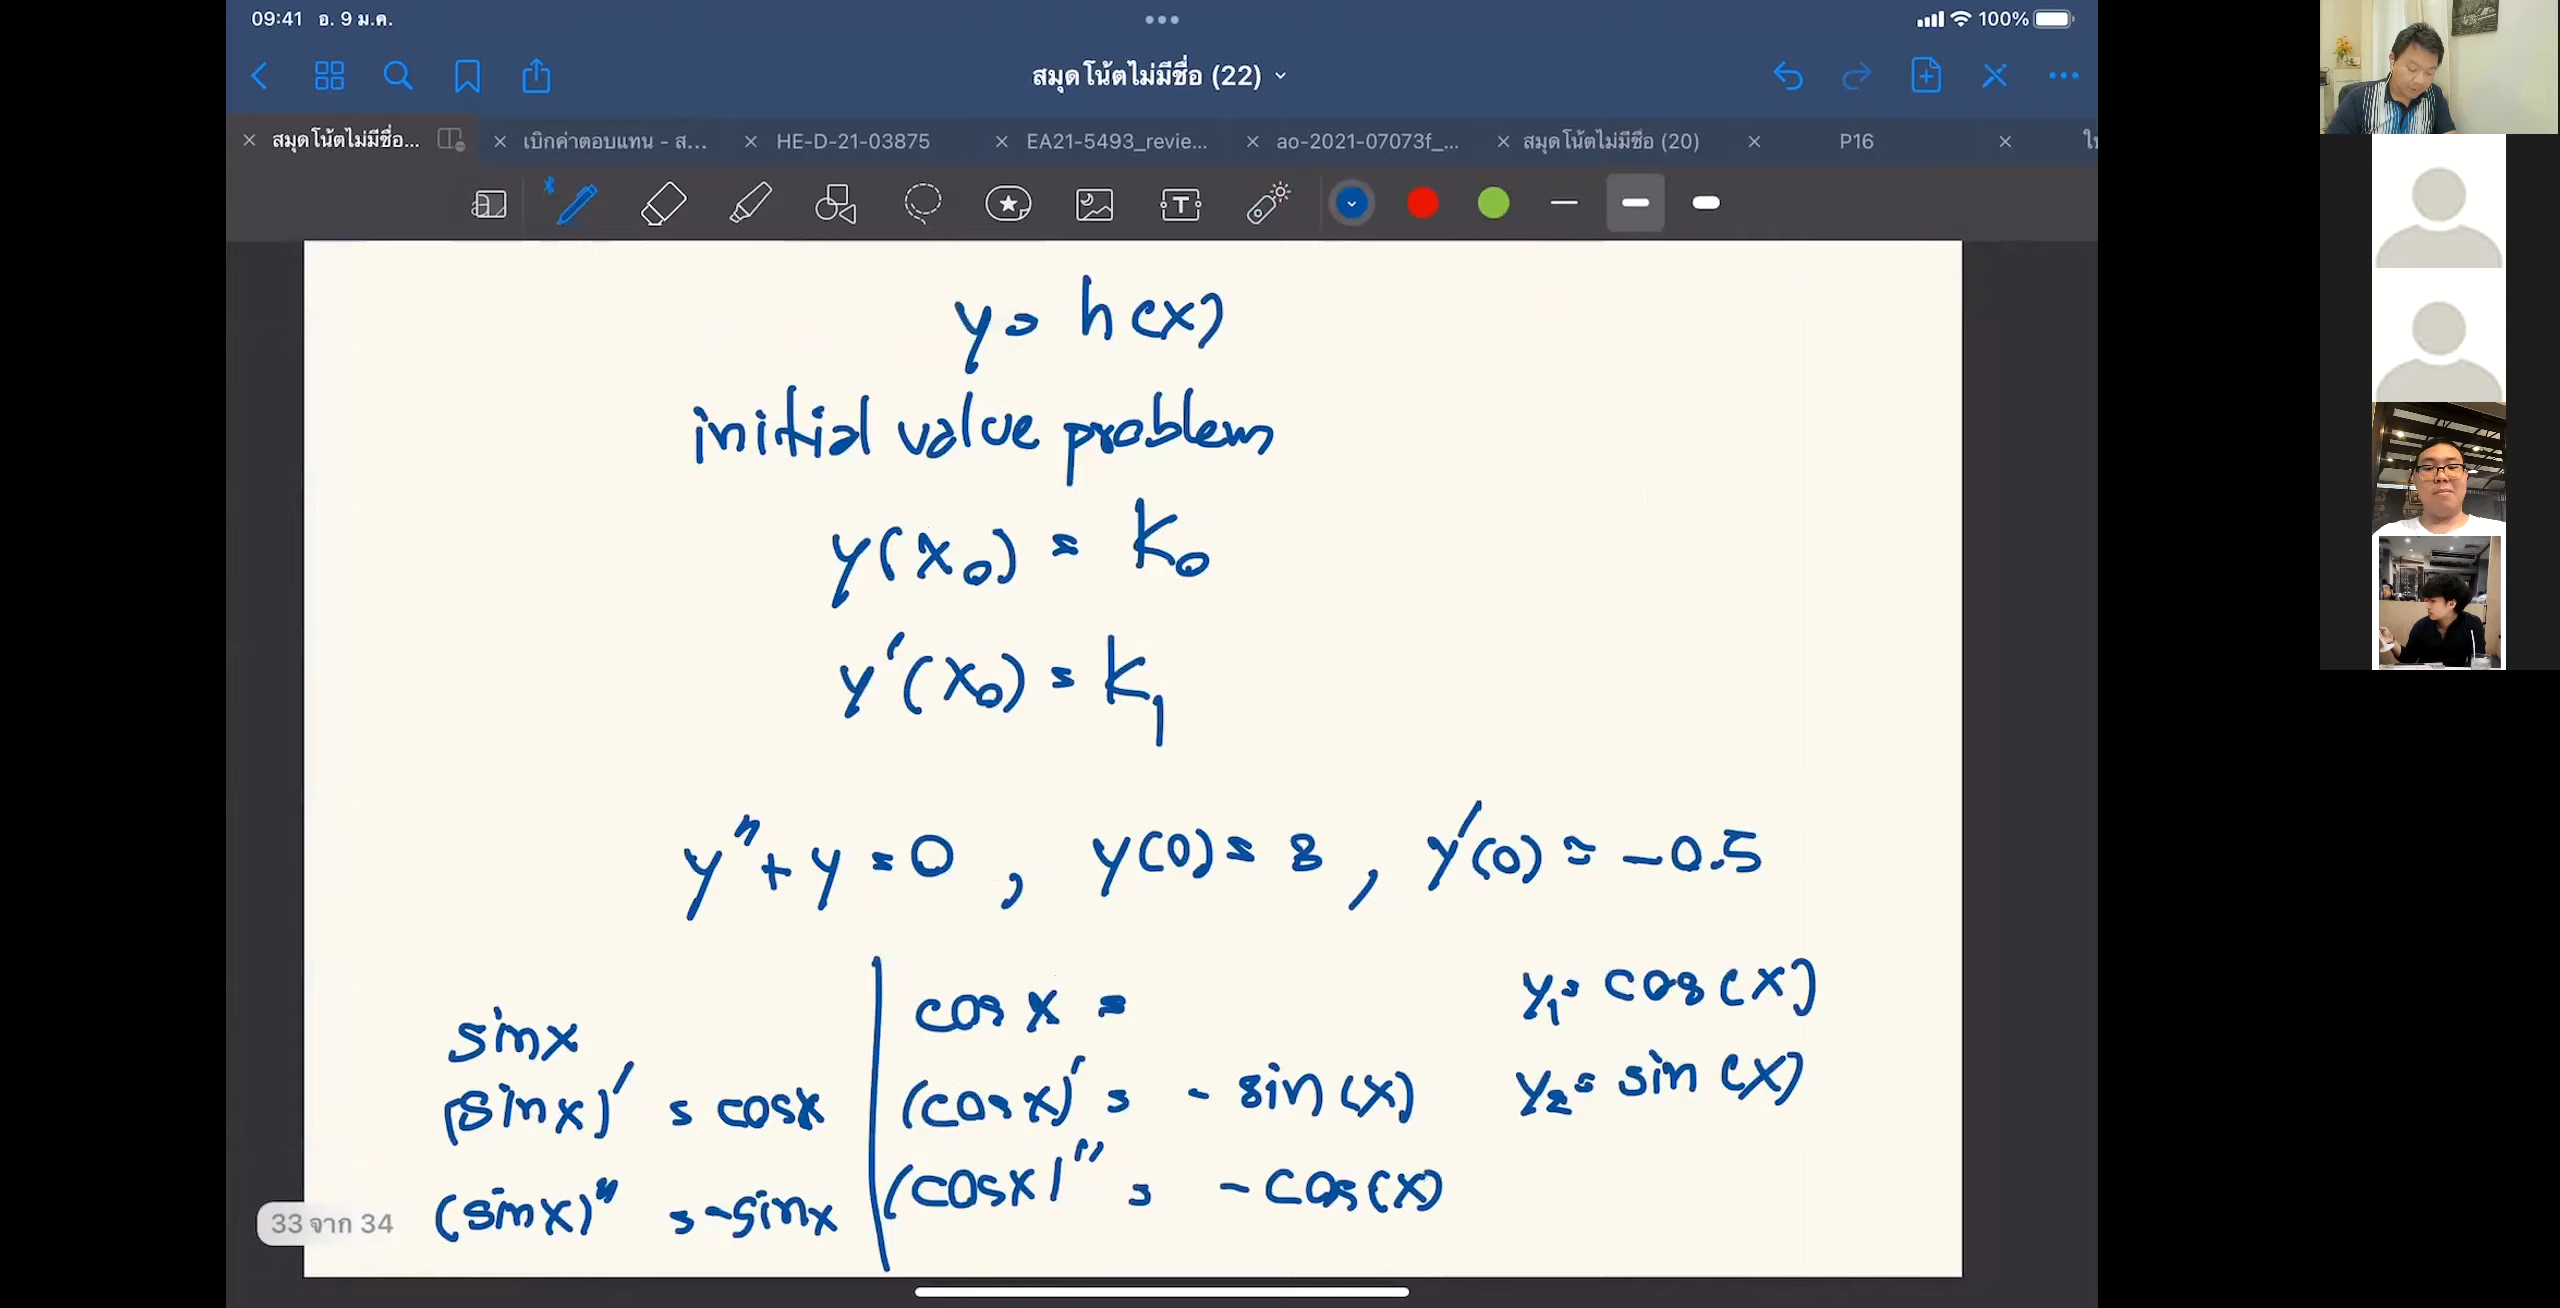 09:41 อ. 9 ม.ค.
100%
สมุดโน้ตไม่มีชื่อ (22)
สมุดโน้ตไม่มีชื่อ...
เบิกค่าตอบแทน - ส...
HE-D-21-03875
EA21-5493_revie...
ao-2021-07073f_...
สมุดโน้ตไม่มีชื่อ (20)
P16
y = h(x)
initial value problem
y(x₀) = K₀
y'(x₀) = K₁
y" + y = 0 , y(0) = 8 , y'(0) = -0.5
sinx
(sinx)' = cosx
(sinx)" = -sinx
cosx =
(cosx)' = - sin(x)
(cosx)" = - cos(x)
y₁ = cos(x)
y₂ = sin(x)
33 จาก 34